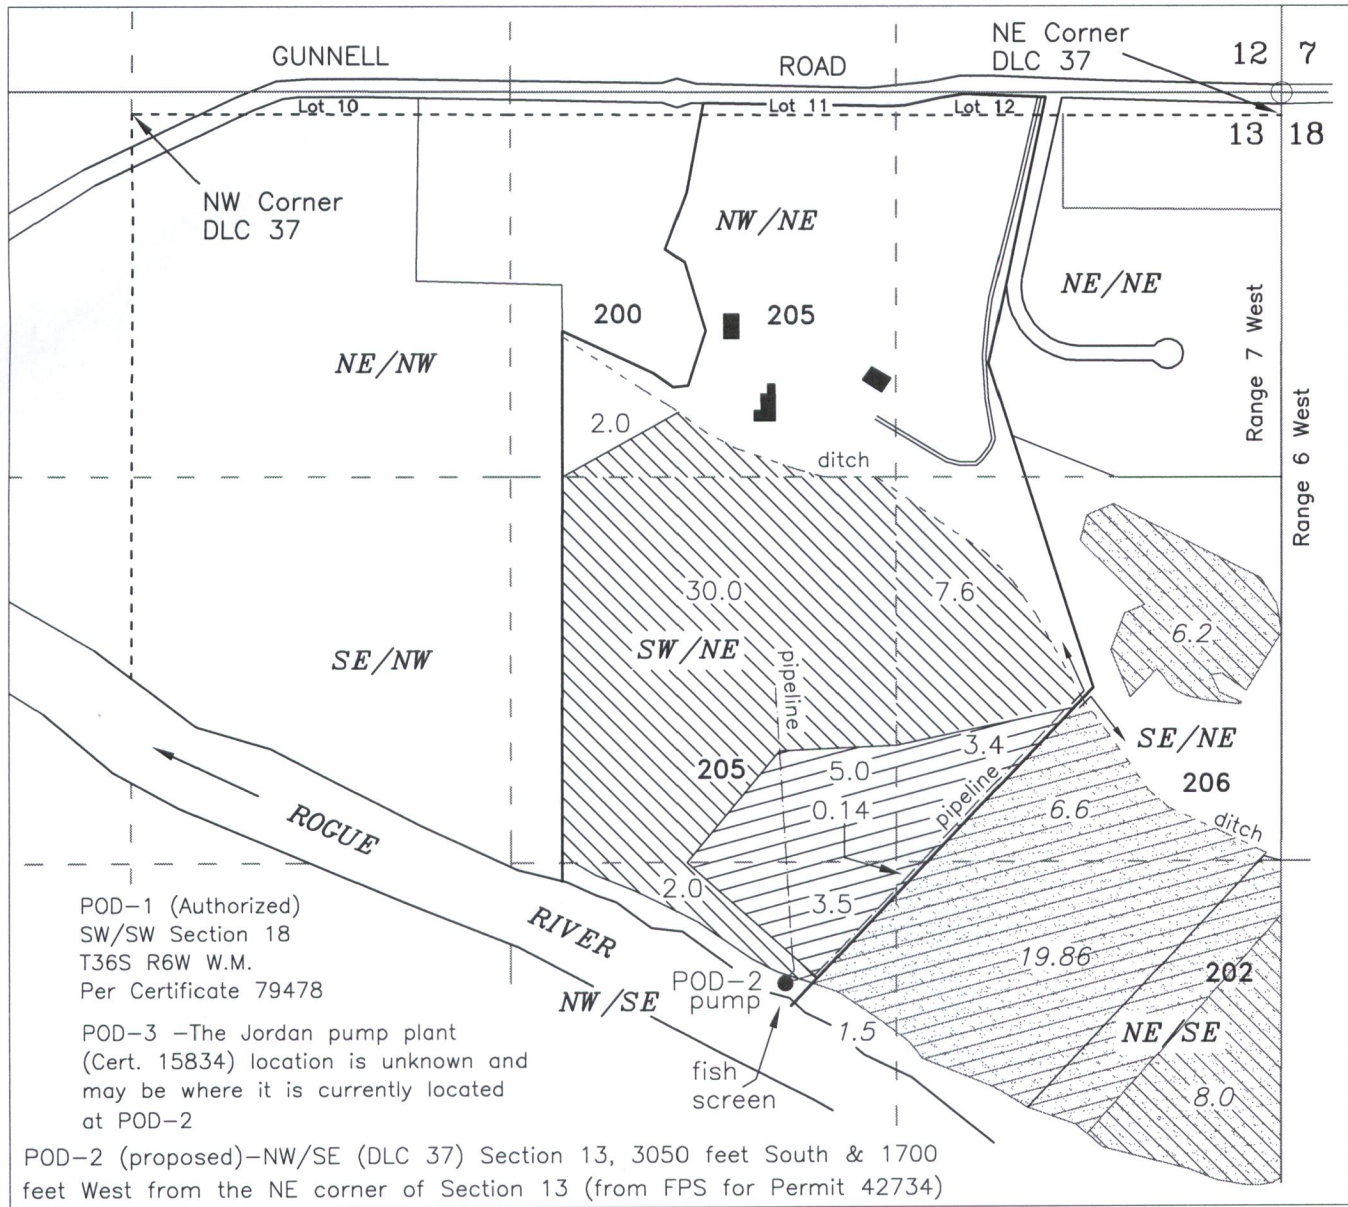 GUNNELL
ROAD
NE Corner
DLC 37
12 7
13 18
Lot 10
Lot 11
Lot 12
NW Corner
DLC 37
NW/NE
NE/NE
200
205
NE/NW
Range 7 West
Range 6 West
2.0
ditch
30.0
7.6
6.2
SE/NW
SW/NE
pipeline
SE/NE
205
3.4
5.0
0.14
pipeline
206
6.6
ditch
ROGUE
RIVER
2.0
3.5
19.86
202
POD-1 (Authorized)
SW/SW Section 18
T36S R6W W.M.
Per Certificate 79478
POD-2
pump
NW/SE
1.5
NE/SE
8.0
fish
screen
POD-3 -The Jordan pump plant
(Cert. 15834) location is unknown and
may be where it is currently located
at POD-2
POD-2 (proposed)-NW/SE (DLC 37) Section 13, 3050 feet South & 1700
feet West from the NE corner of Section 13 (from FPS for Permit 42734)